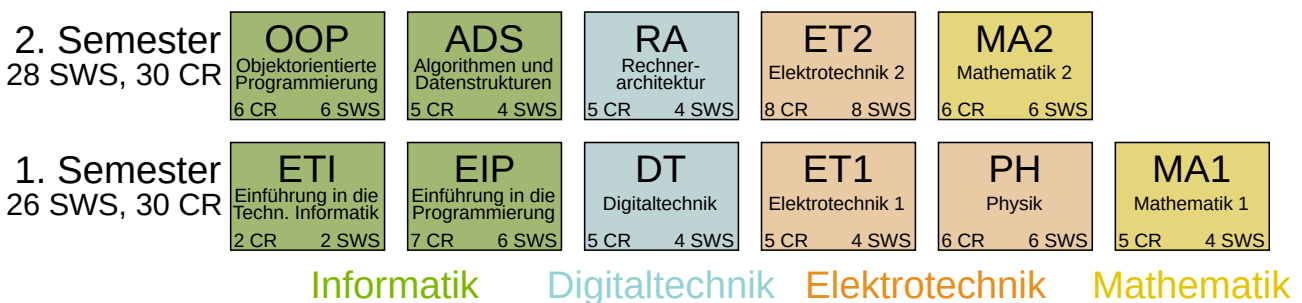 2. Semester
28 SWS, 30 CR
OOP
Objektorientierte
Programmierung
6 CR 6 SWS
ADS
Algorithmen und
Datenstrukturen
5 CR 4 SWS
RA
Rechner-
architektur
5 CR 4 SWS
ET2
Elektrotechnik 2
8 CR 8 SWS
MA2
Mathematik 2
6 CR 6 SWS
1. Semester
26 SWS, 30 CR
ETI
Einführung in die
Techn. Informatik
2 CR 2 SWS
EIP
Einführung in die
Programmierung
7 CR 6 SWS
DT
Digitaltechnik
5 CR 4 SWS
ET1
Elektrotechnik 1
5 CR 4 SWS
PH
Physik
6 CR 6 SWS
MA1
Mathematik 1
5 CR 4 SWS
Informatik Digitaltechnik Elektrotechnik Mathematik